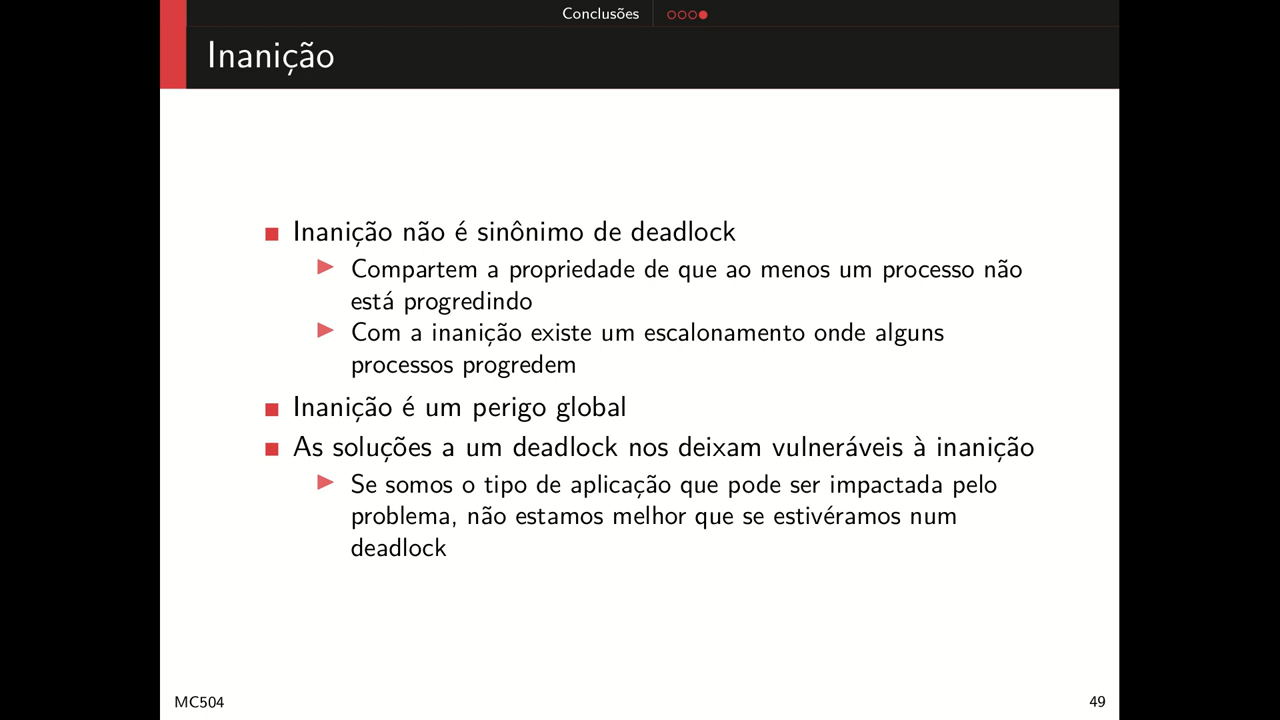 Conclusões
Inanição
Inanição não é sinônimo de deadlock
Compartem a propriedade de que ao menos um processo não
está progredindo
Com a inanição existe um escalonamento onde alguns
processos progredem
Inanição é um perigo global
As soluções a um deadlock nos deixam vulneráveis à inanição
Se somos o tipo de aplicação que pode ser impactada pelo
problema, não estamos melhor que se estivéramos num
deadlock
MC504
49